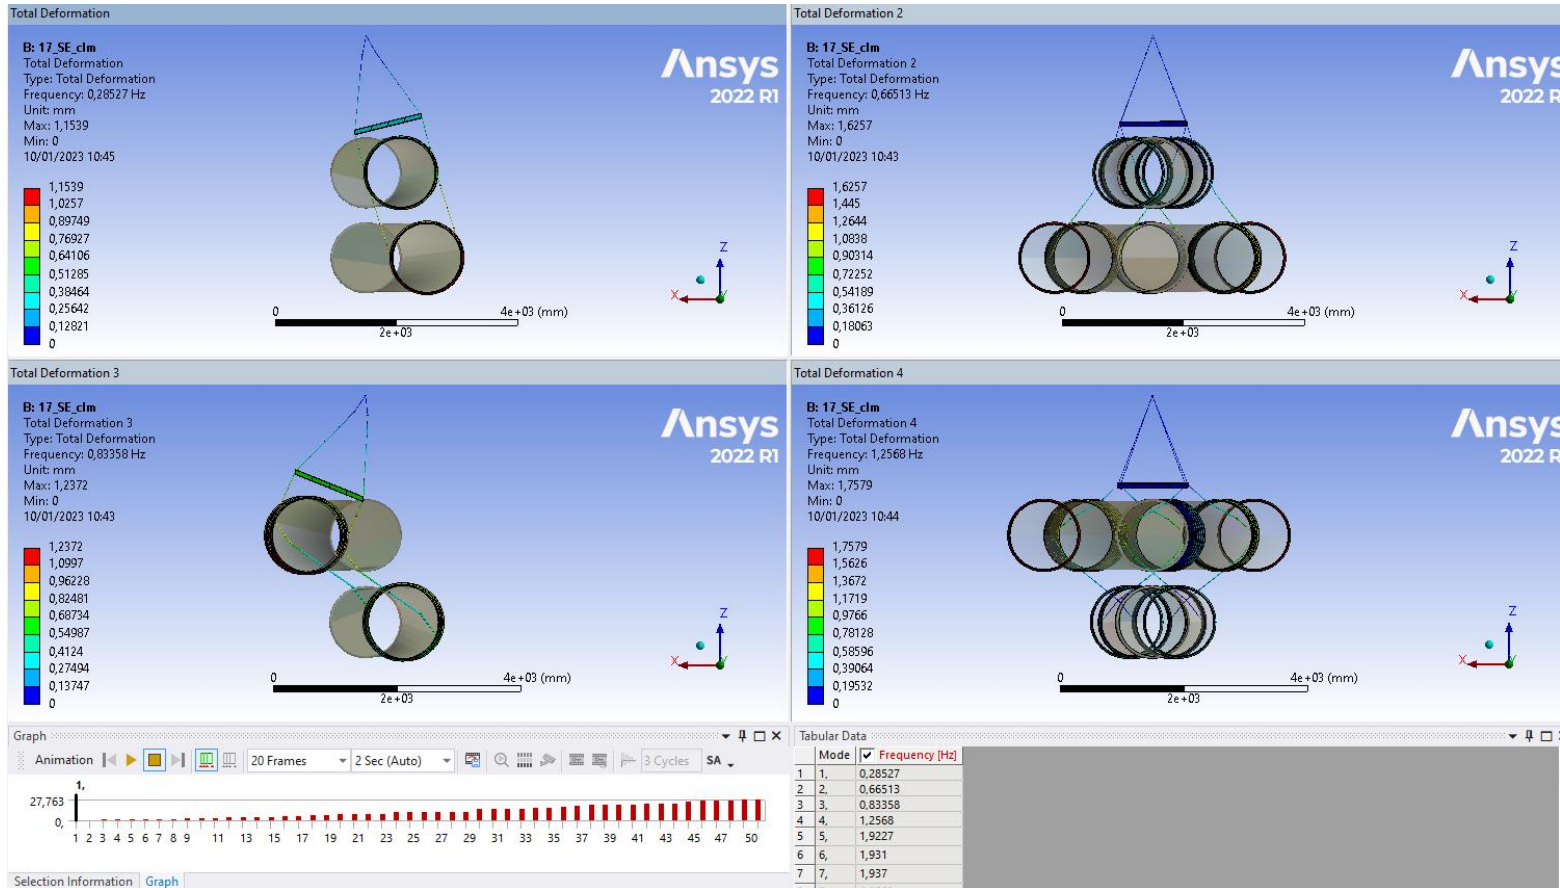 Total Deformation
B: 17_SE_clm
Total Deformation
Type: Total Deformation
Frequency: 0,28527 Hz
Unit: mm
Max: 1,1539
Min: 0
10/01/2023 10:45
1,1539
1,0257
0,89749
0,76927
0,64106
0,51285
0,38464
0,25642
0,12821
0
Ansys
2022 R1
Z
X
Y
0
4e+03 (mm)
2e+03
Total Deformation 2
B: 17_SE_clm
Total Deformation 2
Type: Total Deformation
Frequency: 0,66513 Hz
Unit: mm
Max: 1,6257
Min: 0
10/01/2023 10:43
1,6257
1,445
1,2644
1,0838
0,90314
0,72252
0,54189
0,36126
0,18063
0
Ansys
2022 R
Z
X
Y
0
4e+03 (mm)
2e+03
Total Deformation 3
B: 17_SE_clm
Total Deformation 3
Type: Total Deformation
Frequency: 0,83358 Hz
Unit: mm
Max: 1,2372
Min: 0
10/01/2023 10:43
1,2372
1,0997
0,96228
0,82481
0,68734
0,54987
0,4124
0,27494
0,13747
0
Ansys
2022 R1
Z
X
Y
0
4e+03 (mm)
2e+03
Total Deformation 4
B: 17_SE_clm
Total Deformation 4
Type: Total Deformation
Frequency: 1,2568 Hz
Unit: mm
Max: 1,7579
Min: 0
10/01/2023 10:44
1,7579
1,5626
1,3672
1,1719
0,9766
0,78128
0,58596
0,39064
0,19532
0
Ansys
2022 R
Z
X
Y
0
4e+03 (mm)
2e+03
Graph
Animation 20 Frames 2 Sec (Auto) 3 Cycles SA
1,
27,763
0,
1 2 3 4 5 6 7 8 9 11 13 15 17 19 21 23 25 27 29 31 33 35 37 39 41 43 45 47 50
Selection Information Graph
Tabular Data
Mode Frequency [Hz]
1 1, 0,28527
2 2, 0,66513
3 3, 0,83358
4 4, 1,2568
5 5, 1,9227
6 6, 1,931
7 7, 1,937